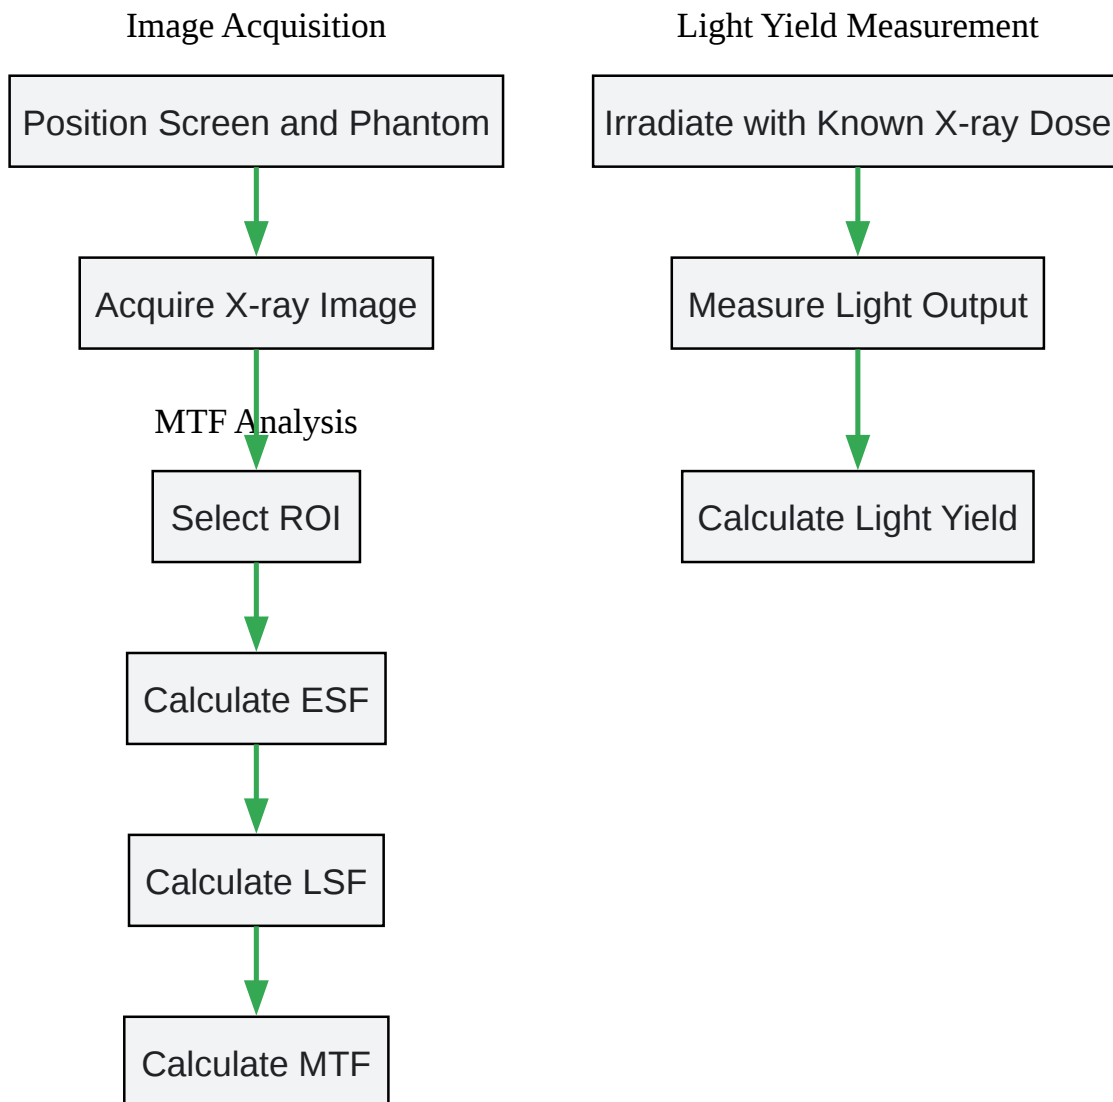 Image Acquisition
Position Screen and Phantom
Acquire X-ray Image
MTF Analysis
Select ROI
Calculate ESF
Calculate LSF
Calculate MTF
Light Yield Measurement
Irradiate with Known X-ray Dose
Measure Light Output
Calculate Light Yield